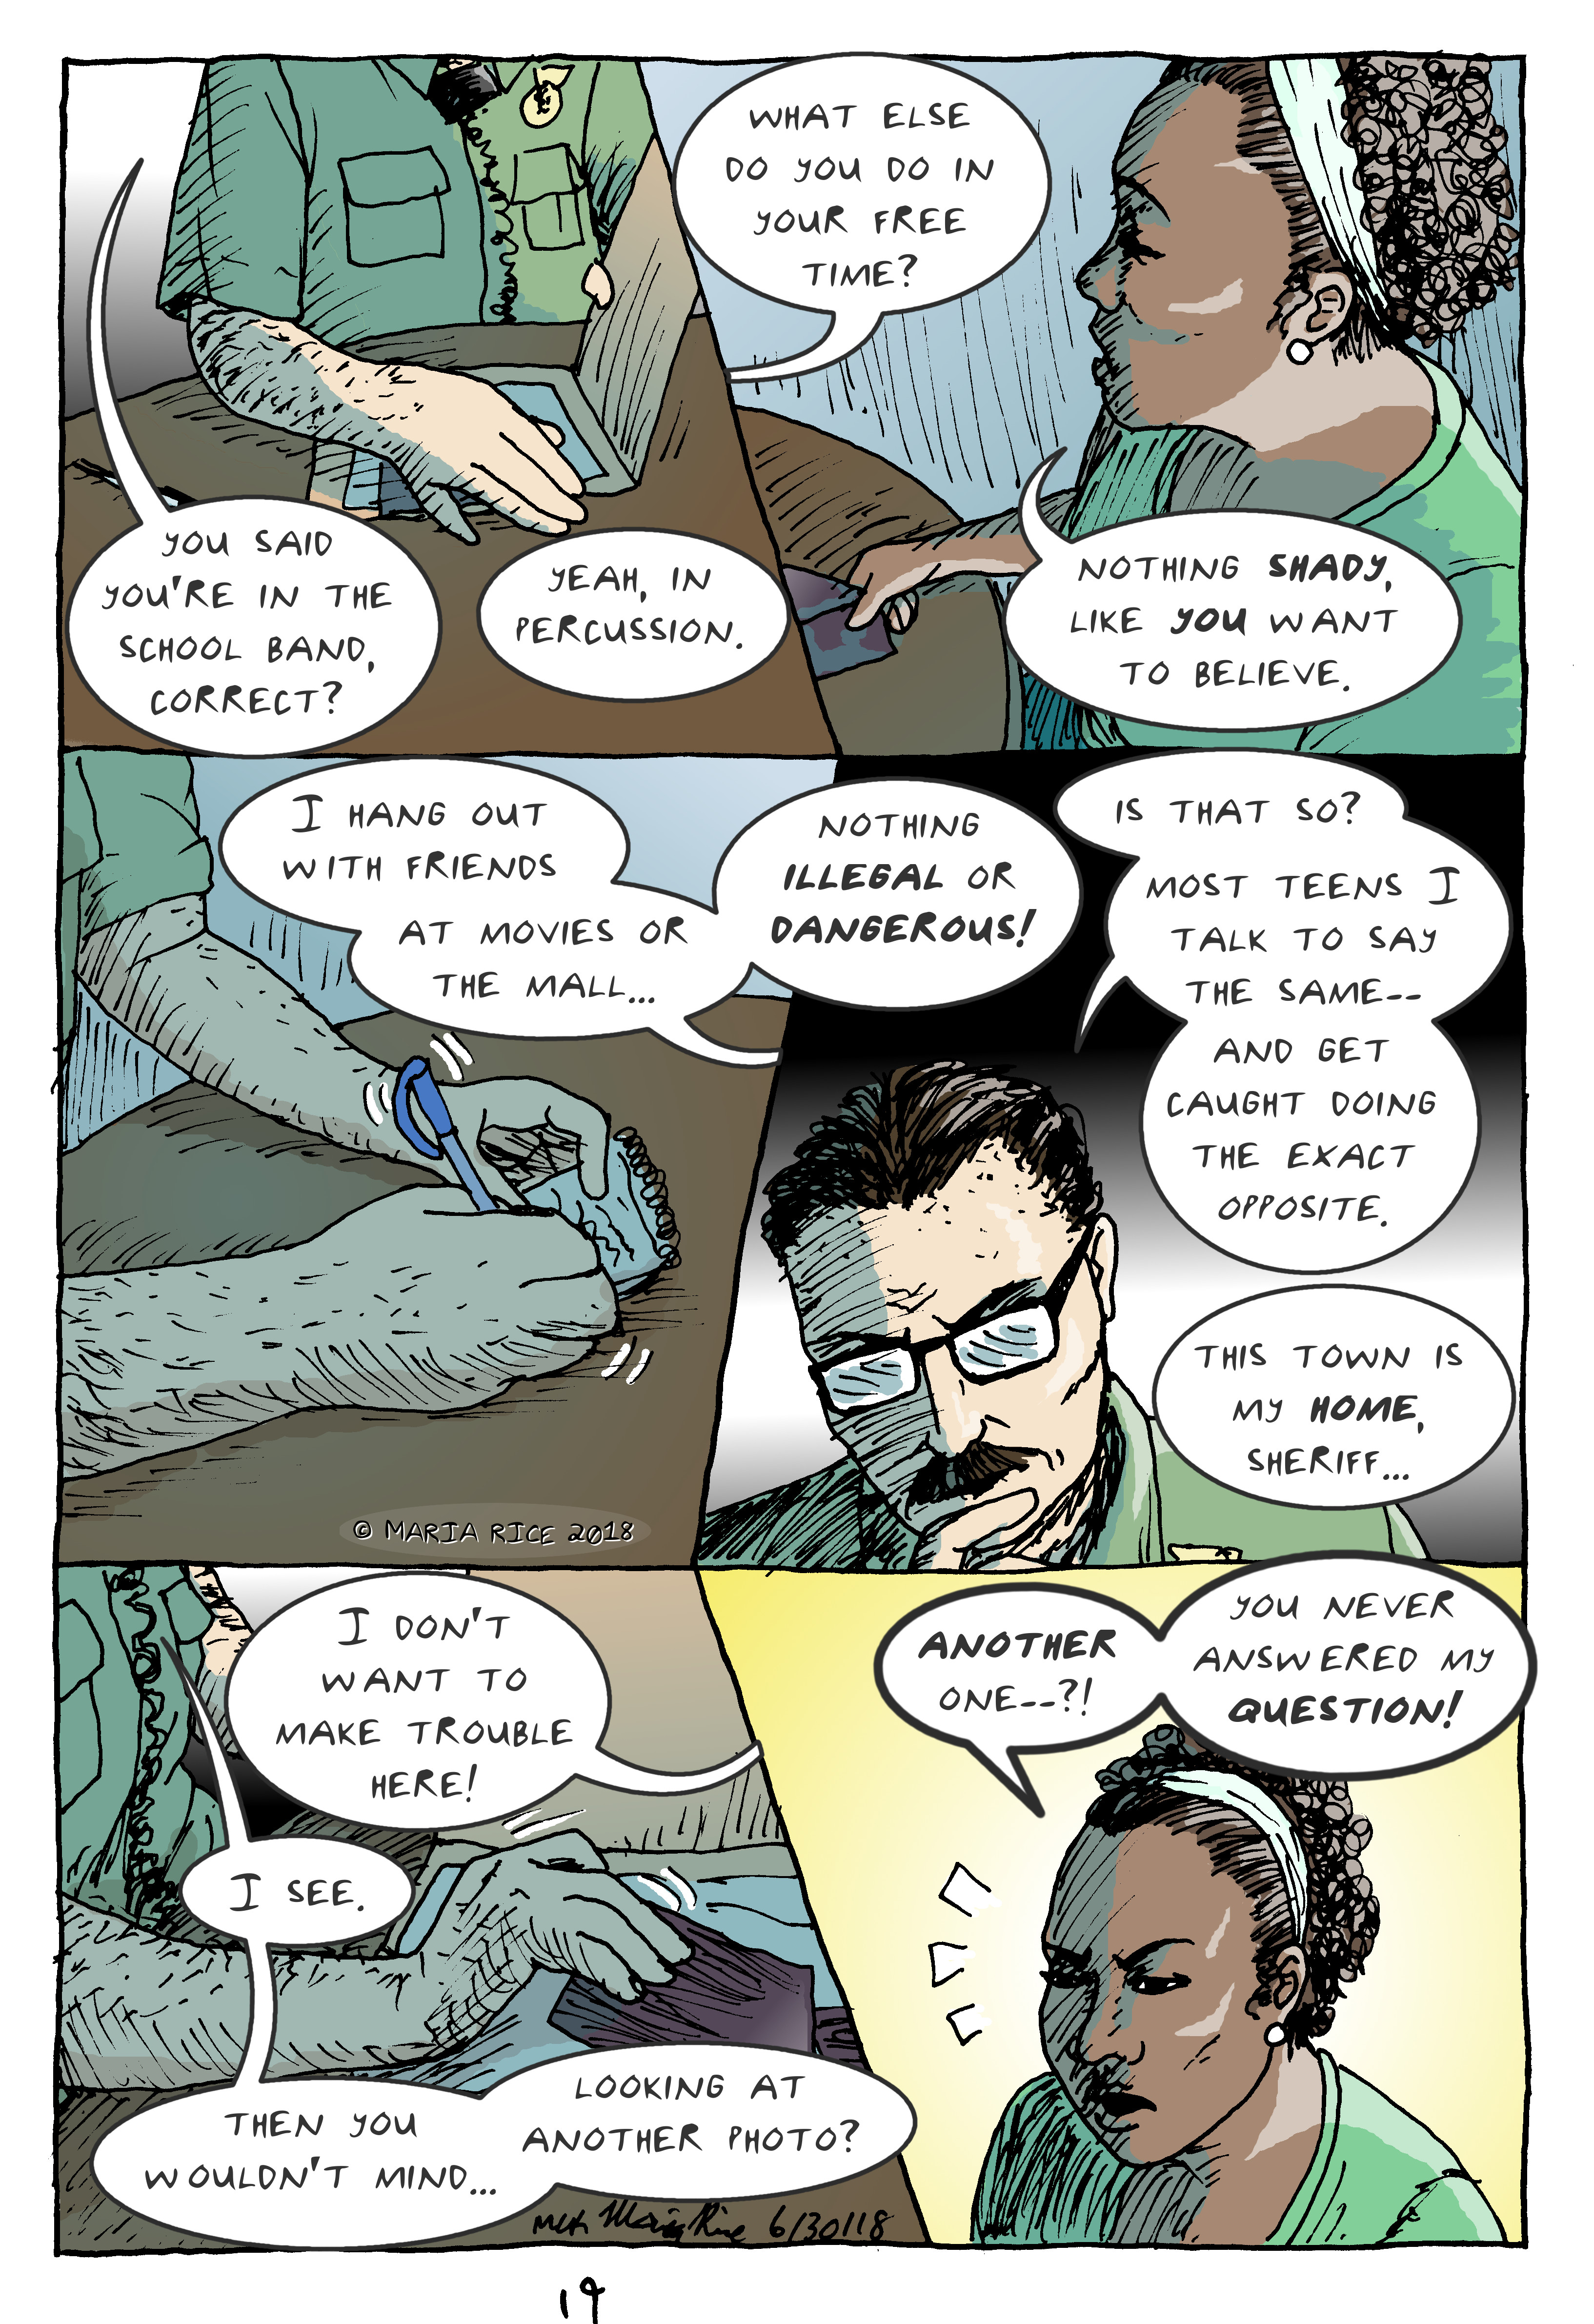 YOU SAID
YOU'RE IN THE
SCHOOL BAND,
CORRECT?
YEAH, IN
PERCUSSION.
WHAT ELSE
DO YOU DO IN
YOUR FREE
TIME?
NOTHING SHADY,
LIKE YOU WANT
TO BELIEVE.
I HANG OUT
WITH FRIENDS
AT MOVIES OR
THE MALL...
NOTHING
ILLEGAL OR
DANGEROUS!
IS THAT SO?
MOST TEENS I
TALK TO SAY
THE SAME--
AND GET
CAUGHT DOING
THE EXACT
OPPOSITE.
THIS TOWN IS
MY HOME,
SHERIFF...
© MARIA RICE 2018
I DON'T
WANT TO
MAKE TROUBLE
HERE!
I SEE.
THEN YOU
WOULDN'T MIND...
LOOKING AT
ANOTHER PHOTO?
ANOTHER
ONE--?!
YOU NEVER
ANSWERED MY
QUESTION!
Maria Rice 6/30/18
19